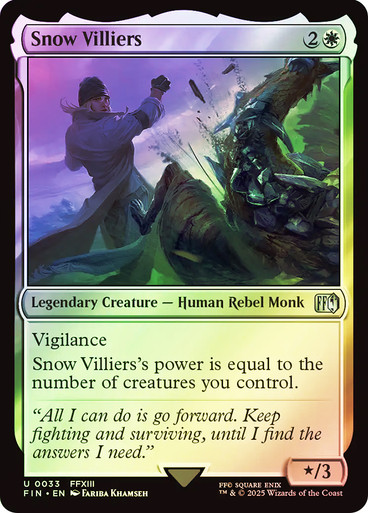 Snow Villiers
2
Legendary Creature — Human Rebel Monk
Vigilance
Snow Villiers's power is equal to the
number of creatures you control.
“All I can do is go forward. Keep
fighting and surviving, until I find the
answers I need.”
★/3
U 0033 FFXIII
FIN • EN Fariba Khamseh
FF© SQUARE ENIX
™ & © 2025 Wizards of the Coast